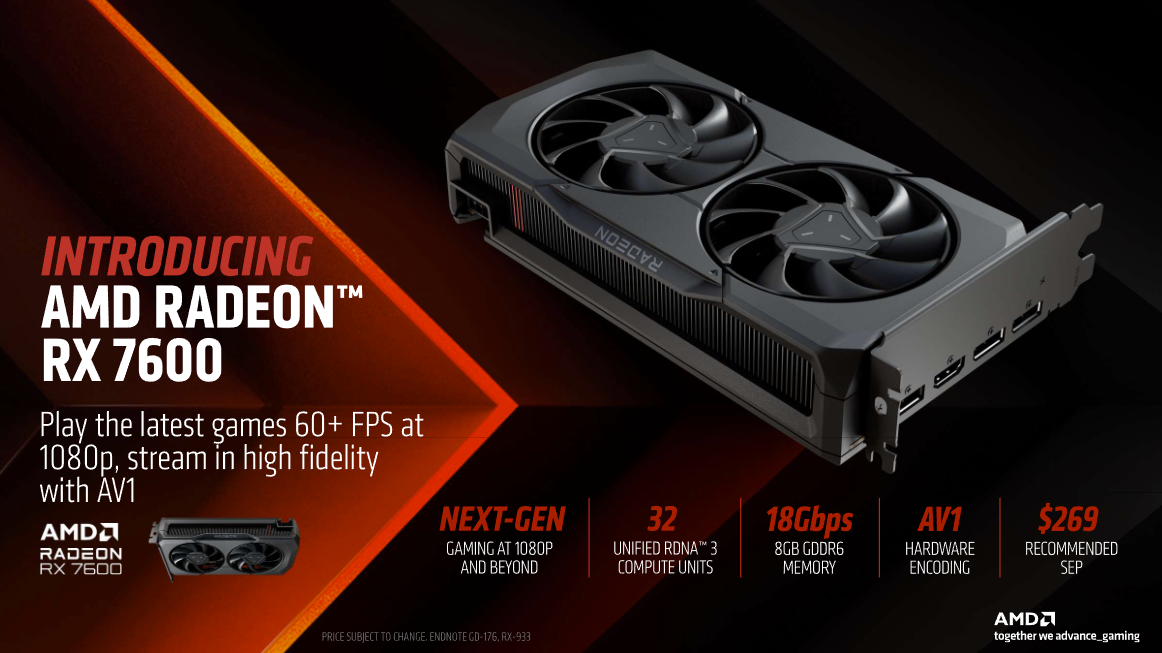 INTRODUCING
AMD RADEON™
RX 7600
Play the latest games 60+ FPS at
1080p, stream in high fidelity
with AV1
AMD
RADEON
RX 7600
RADEON
NEXT-GEN
GAMING AT 1080P
AND BEYOND
32
UNIFIED RDNA™ 3
COMPUTE UNITS
18Gbps
8GB GDDR6
MEMORY
AV1
HARDWARE
ENCODING
$269
RECOMMENDED
SEP
PRICE SUBJECT TO CHANGE. ENDNOTE GD-176, RX-933
AMD
together we advance_gaming